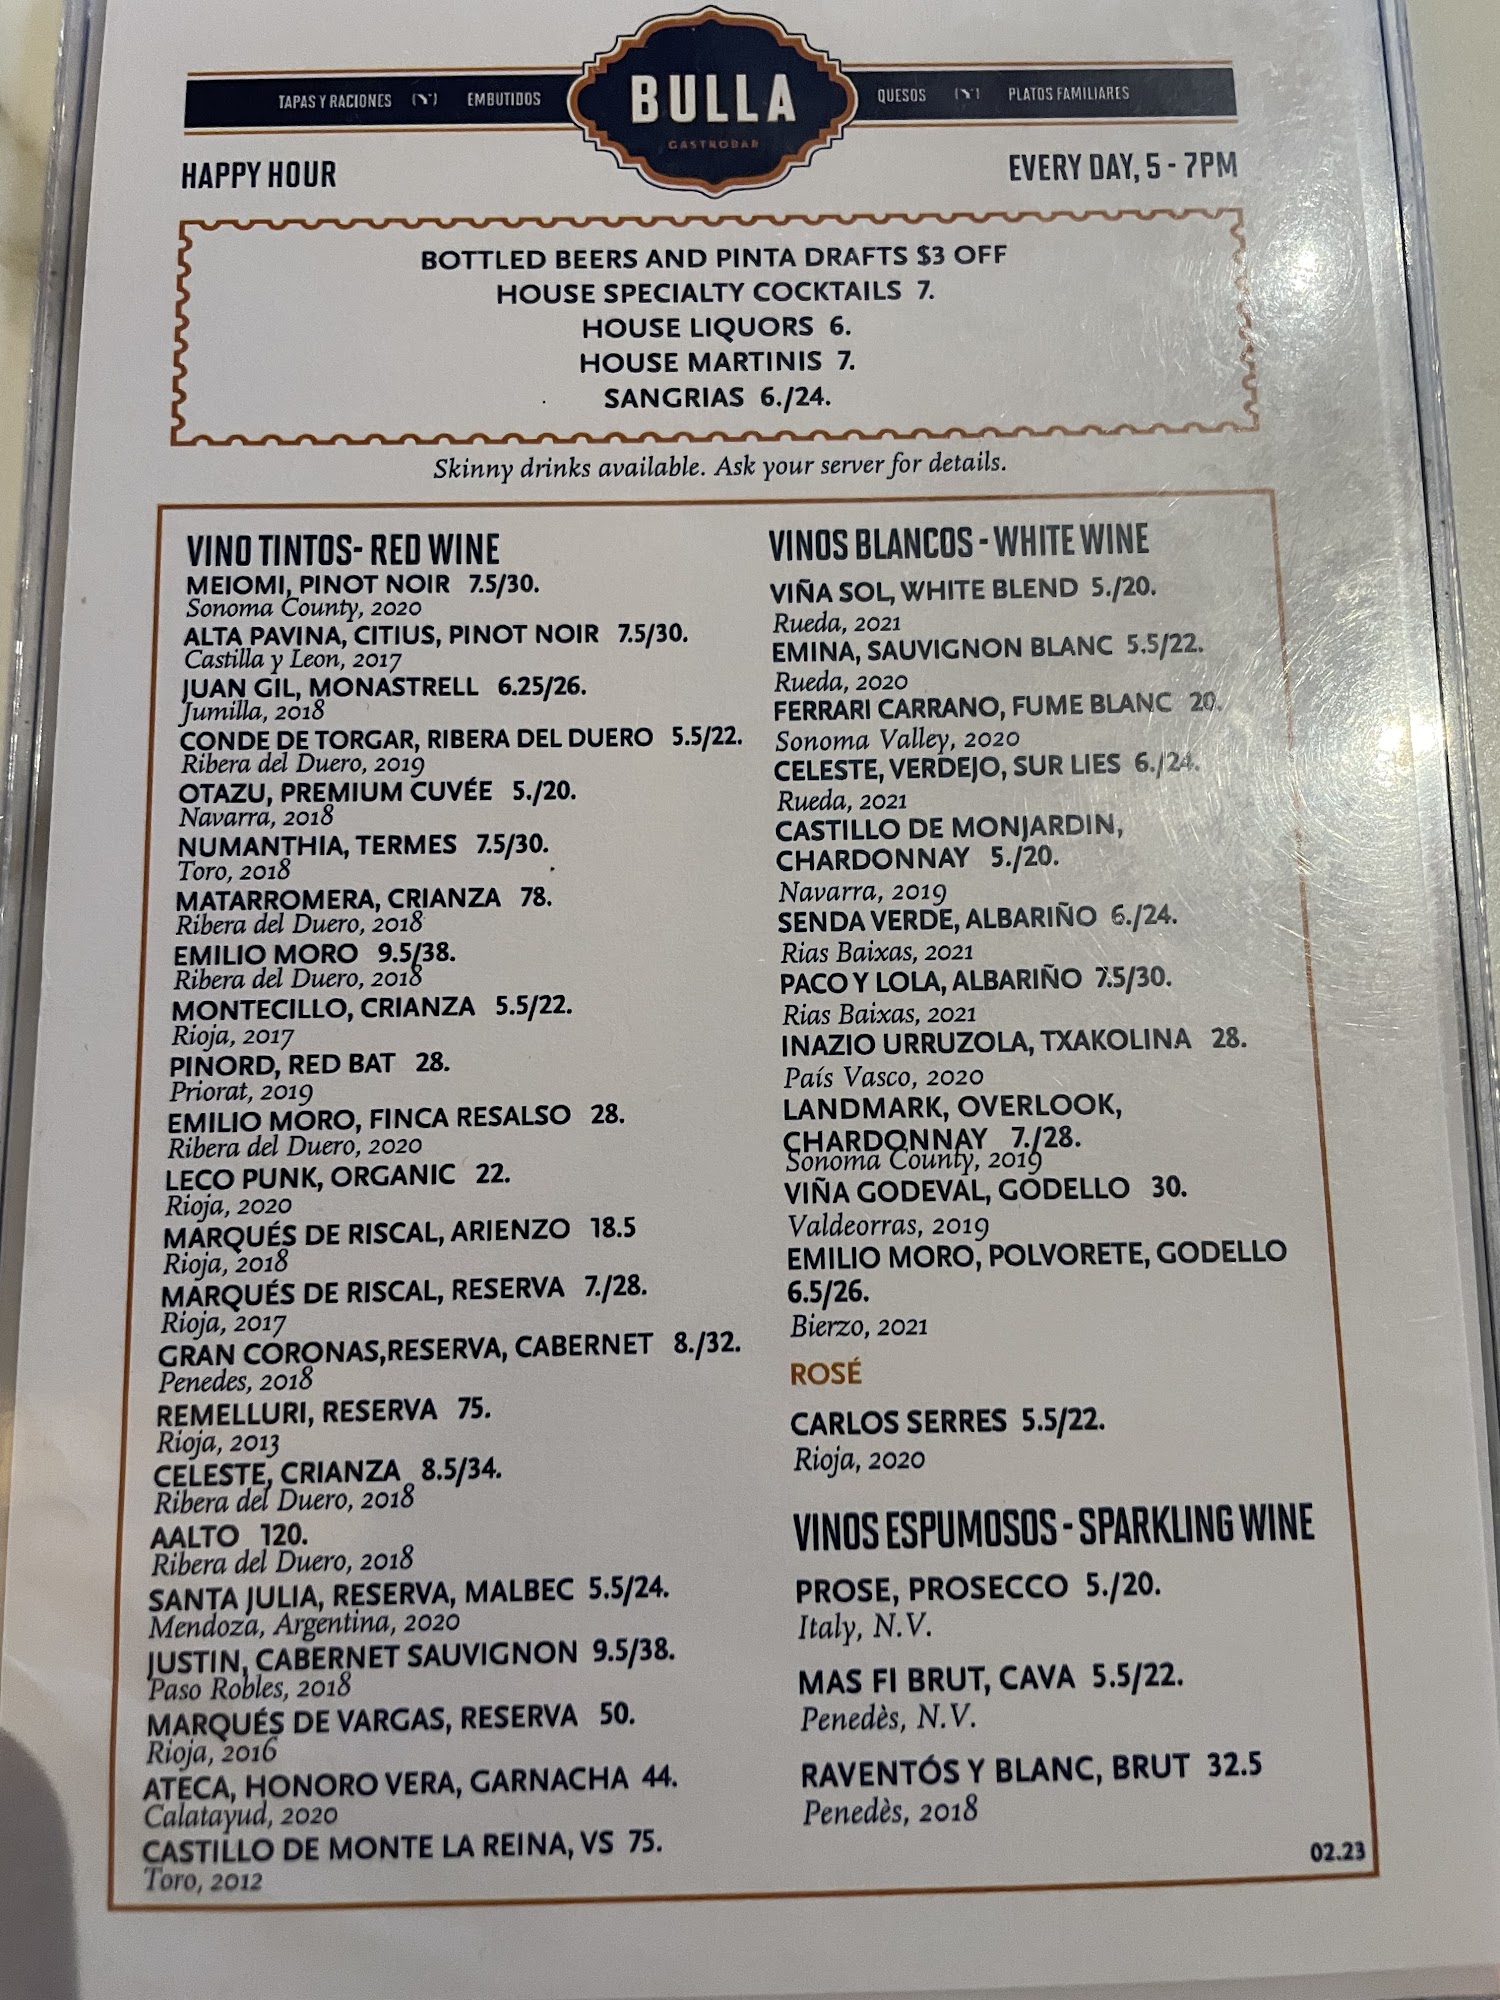 TAPAS Y RACIONES EMBUTIDOS BULLA QUESOS PLATOS FAMILIARES
GASTROBAR
HAPPY HOUR EVERY DAY, 5 - 7PM
BOTTLED BEERS AND PINTA DRAFTS $3 OFF
HOUSE SPECIALTY COCKTAILS 7.
HOUSE LIQUORS 6.
HOUSE MARTINIS 7.
SANGRIAS 6./24.
Skinny drinks available. Ask your server for details.
VINO TINTOS- RED WINE
MEIOMI, PINOT NOIR 7.5/30.
Sonoma County, 2020
ALTA PAVINA, CITIUS, PINOT NOIR 7.5/30.
Castilla y Leon, 2017
JUAN GIL, MONASTRELL 6.25/26.
Jumilla, 2018
CONDE DE TORGAR, RIBERA DEL DUERO 5.5/22.
Ribera del Duero, 2019
OTAZU, PREMIUM CUVÉE 5./20.
Navarra, 2018
NUMANTHIA, TERMES 7.5/30.
Toro, 2018
MATARROMERA, CRIANZA 78.
Ribera del Duero, 2018
EMILIO MORO 9.5/38.
Ribera del Duero, 2018
MONTECILLO, CRIANZA 5.5/22.
Rioja, 2017
PINORD, RED BAT 28.
Priorat, 2019
EMILIO MORO, FINCA RESALSO 28.
Ribera del Duero, 2020
LECO PUNK, ORGANIC 22.
Rioja, 2020
MARQUÉS DE RISCAL, ARIENZO 18.5
Rioja, 2018
MARQUÉS DE RISCAL, RESERVA 7./28.
Rioja, 2017
GRAN CORONAS,RESERVA, CABERNET 8./32.
Penedes, 2018
REMELLURI, RESERVA 75.
Rioja, 2013
CELESTE, CRIANZA 8.5/34.
Ribera del Duero, 2018
AALTO 120.
Ribera del Duero, 2018
SANTA JULIA, RESERVA, MALBEC 5.5/24.
Mendoza, Argentina, 2020
JUSTIN, CABERNET SAUVIGNON 9.5/38.
Paso Robles, 2018
MARQUÉS DE VARGAS, RESERVA 50.
Rioja, 2016
ATECA, HONORO VERA, GARNACHA 44.
Calatayud, 2020
CASTILLO DE MONTE LA REINA, VS 75.
Toro, 2012
VINOS BLANCOS - WHITE WINE
VIÑA SOL, WHITE BLEND 5./20.
Rueda, 2021
EMINA, SAUVIGNON BLANC 5.5/22.
Rueda, 2020
FERRARI CARRANO, FUME BLANC 20.
Sonoma Valley, 2020
CELESTE, VERDEJO, SUR LIES 6./24.
Rueda, 2021
CASTILLO DE MONJARDIN,
CHARDONNAY 5./20.
Navarra, 2019
SENDA VERDE, ALBARIÑO 6./24.
Rias Baixas, 2021
PACO Y LOLA, ALBARIÑO 7.5/30.
Rias Baixas, 2021
INAZIO URRUZOLA, TXAKOLINA 28.
País Vasco, 2020
LANDMARK, OVERLOOK,
CHARDONNAY 7./28.
Sonoma County, 2019
VIÑA GODEVAL, GODELLO 30.
Valdeorras, 2019
EMILIO MORO, POLVORETE, GODELLO
6.5/26.
Bierzo, 2021
ROSÉ
CARLOS SERRES 5.5/22.
Rioja, 2020
VINOS ESPUMOSOS - SPARKLING WINE
PROSE, PROSECCO 5./20.
Italy, N.V.
MAS FI BRUT, CAVA 5.5/22.
Penedès, N.V.
RAVENTÓS Y BLANC, BRUT 32.5
Penedès, 2018
02.23